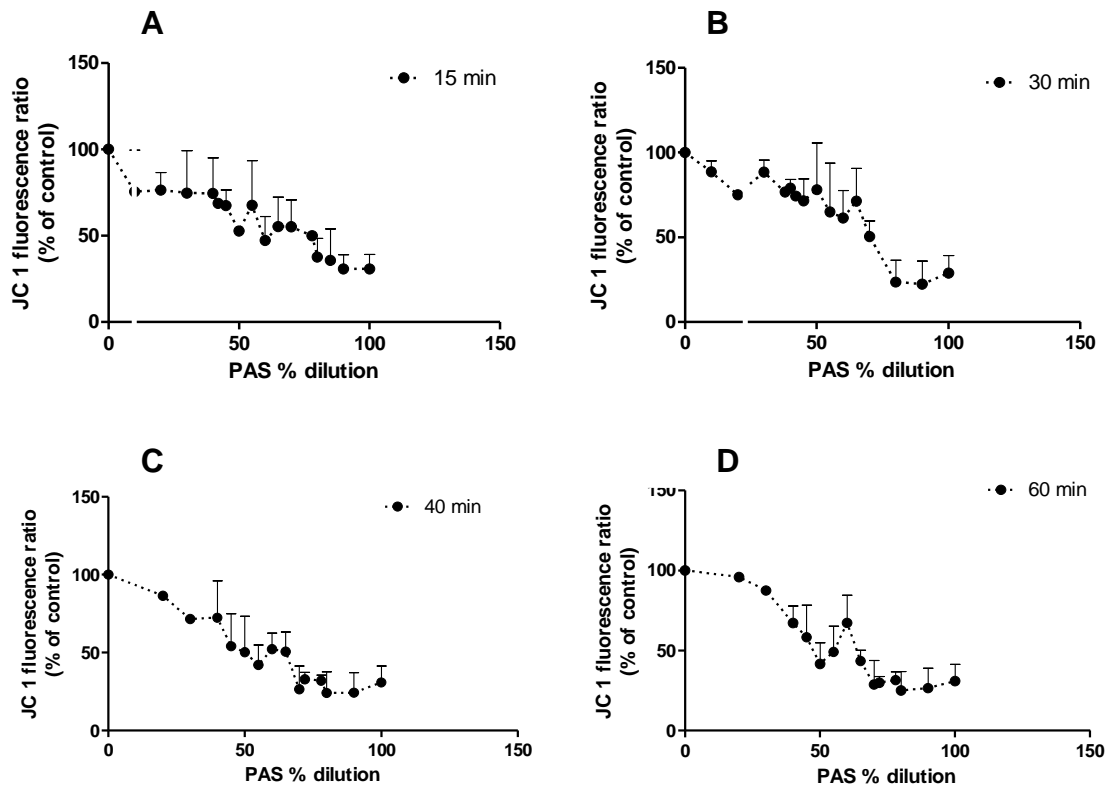 A
JC 1 fluorescence ratio
(% of control)
150
100
50
0
0 50 100 150
PAS % dilution
15 min
B
JC 1 fluorescence ratio
(% of control)
150
100
50
0
0 50 100 150
PAS % dilution
30 min
C
JC 1 fluorescence ratio
(% of control)
150
100
50
0
0 50 100 150
PAS % dilution
40 min
D
JC 1 fluorescence ratio
(% of control)
150
100
50
0
0 50 100 150
PAS % dilution
60 min